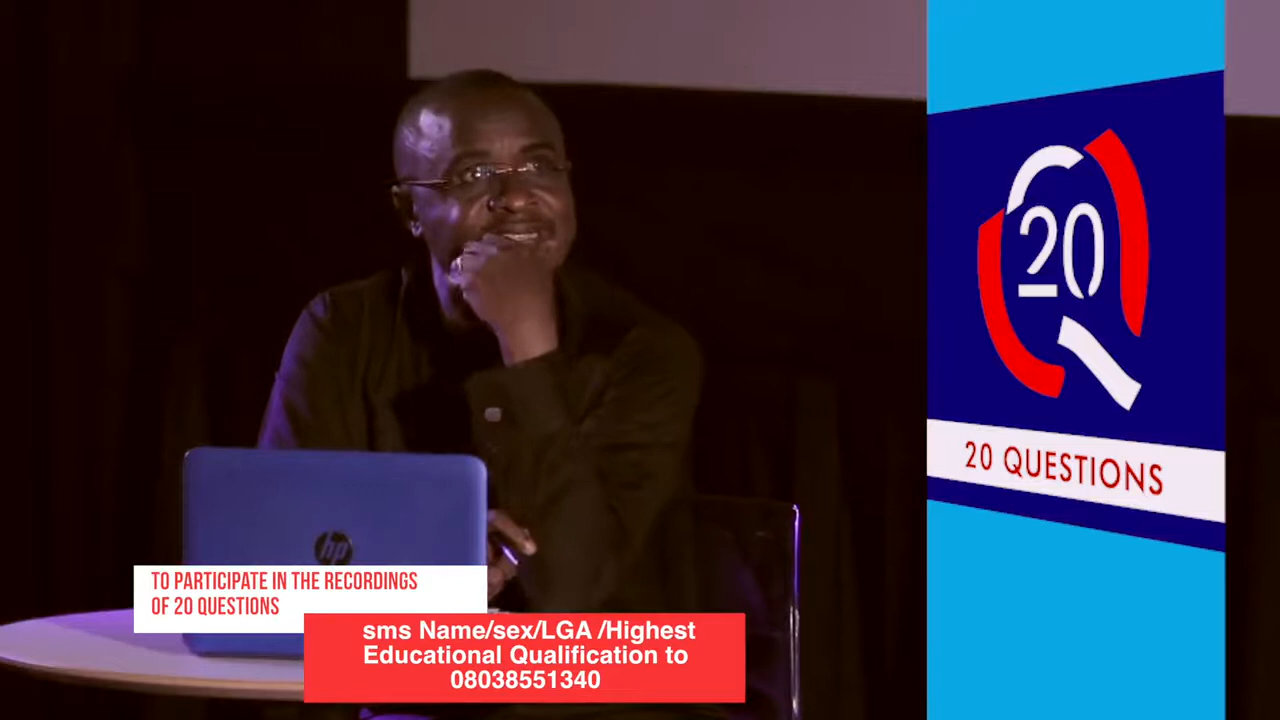 20
20 QUESTIONS
hp
TO PARTICIPATE IN THE RECORDINGS
OF 20 QUESTIONS
sms Name/sex/LGA /Highest
Educational Qualification to
08038551340